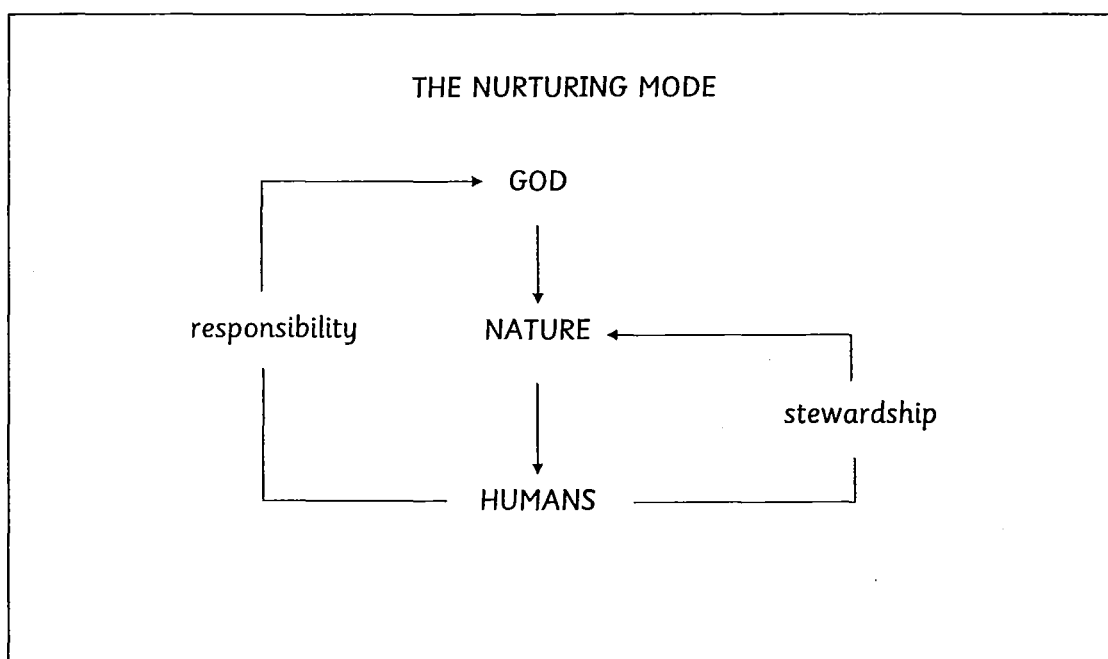 THE NURTURING MODE
GOD
responsibility
NATURE
stewardship
HUMANS